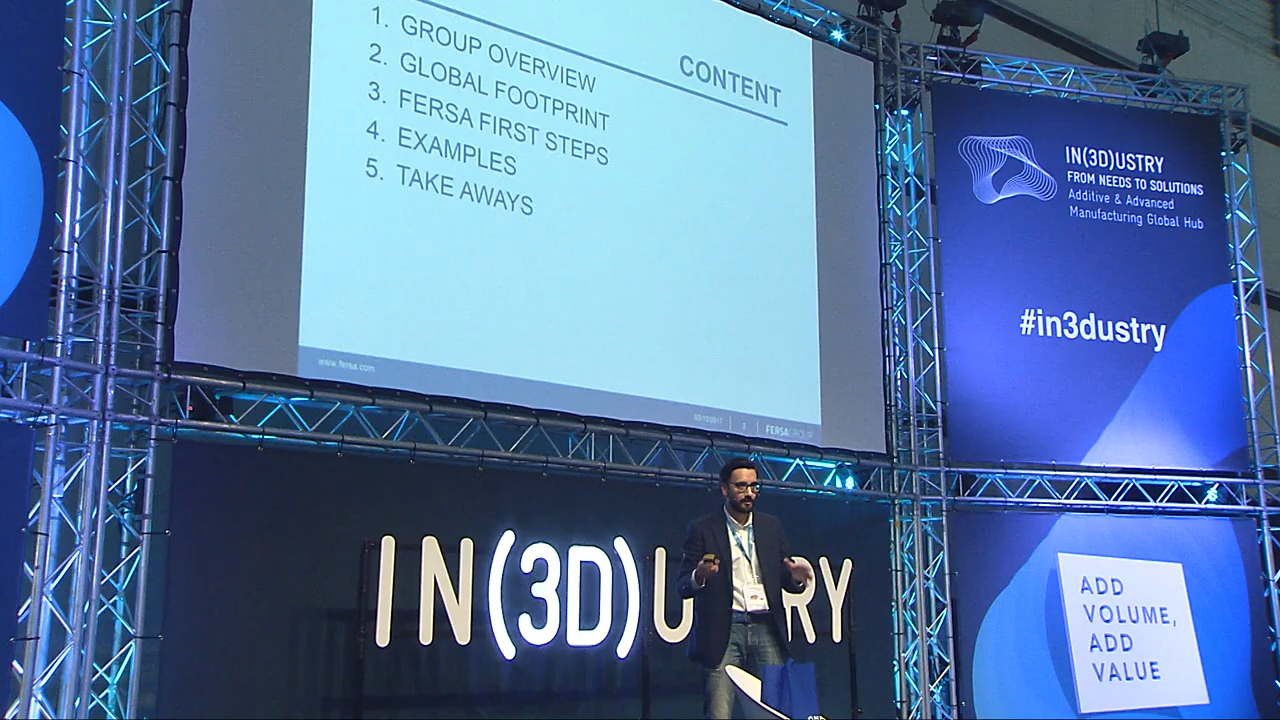 CONTENT
1. GROUP OVERVIEW
2. GLOBAL FOOTPRINT
3. FERSA FIRST STEPS
4. EXAMPLES
5. TAKE AWAYS
www.fersa.com
3
FERSAGROUP
IN(3D)USTRY
FROM NEEDS TO SOLUTIONS
Additive & Advanced
Manufacturing Global Hub
#in3dustry
IN(3D)U RY
ADD
VOLUME,
ADD
VALUE